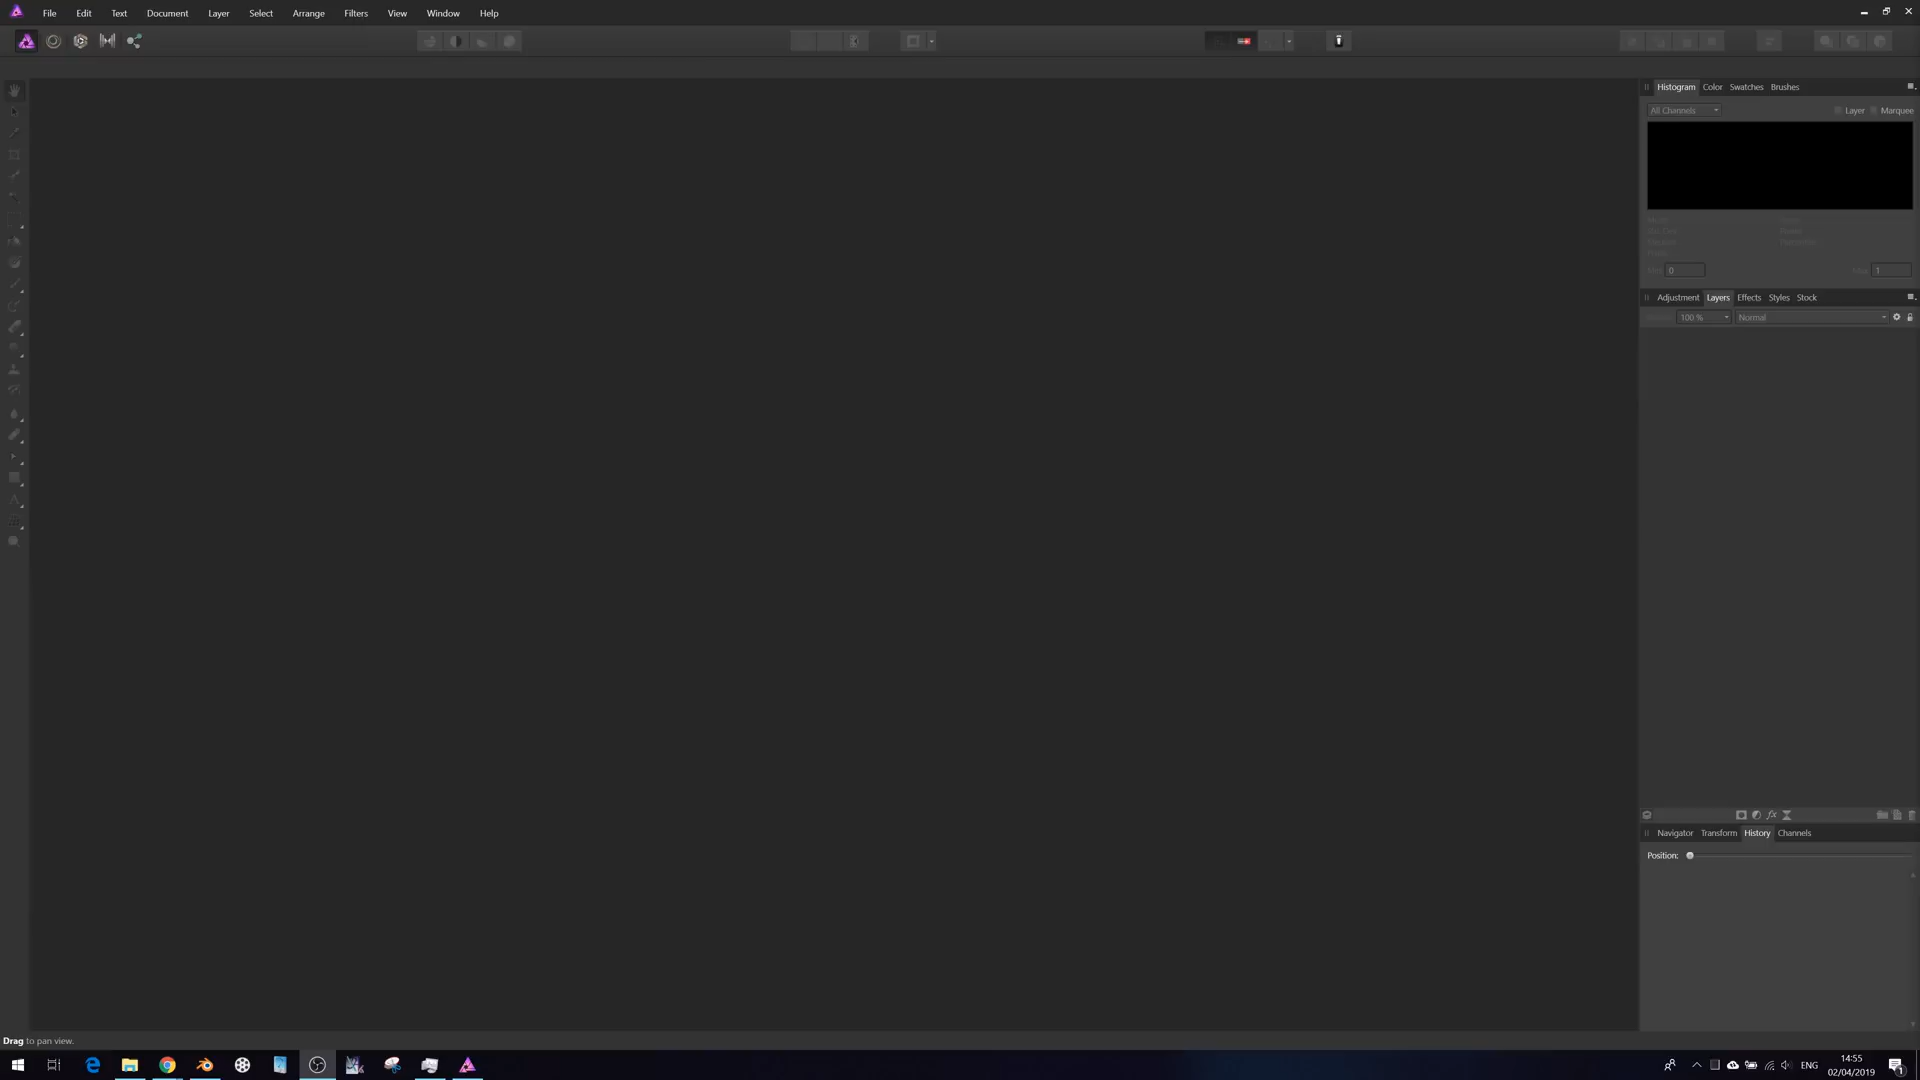 File Edit Text Document Layer Select Arrange Filters View Window Help
Histogram Color Swatches Brushes
All Channels Layer Marquee
0 1
Adjustment Layers Effects Styles Stock
100 % Normal
fx
Navigator Transform History Channels
Position:
Drag to pan view.
ENG
14:55
02/04/2019
1